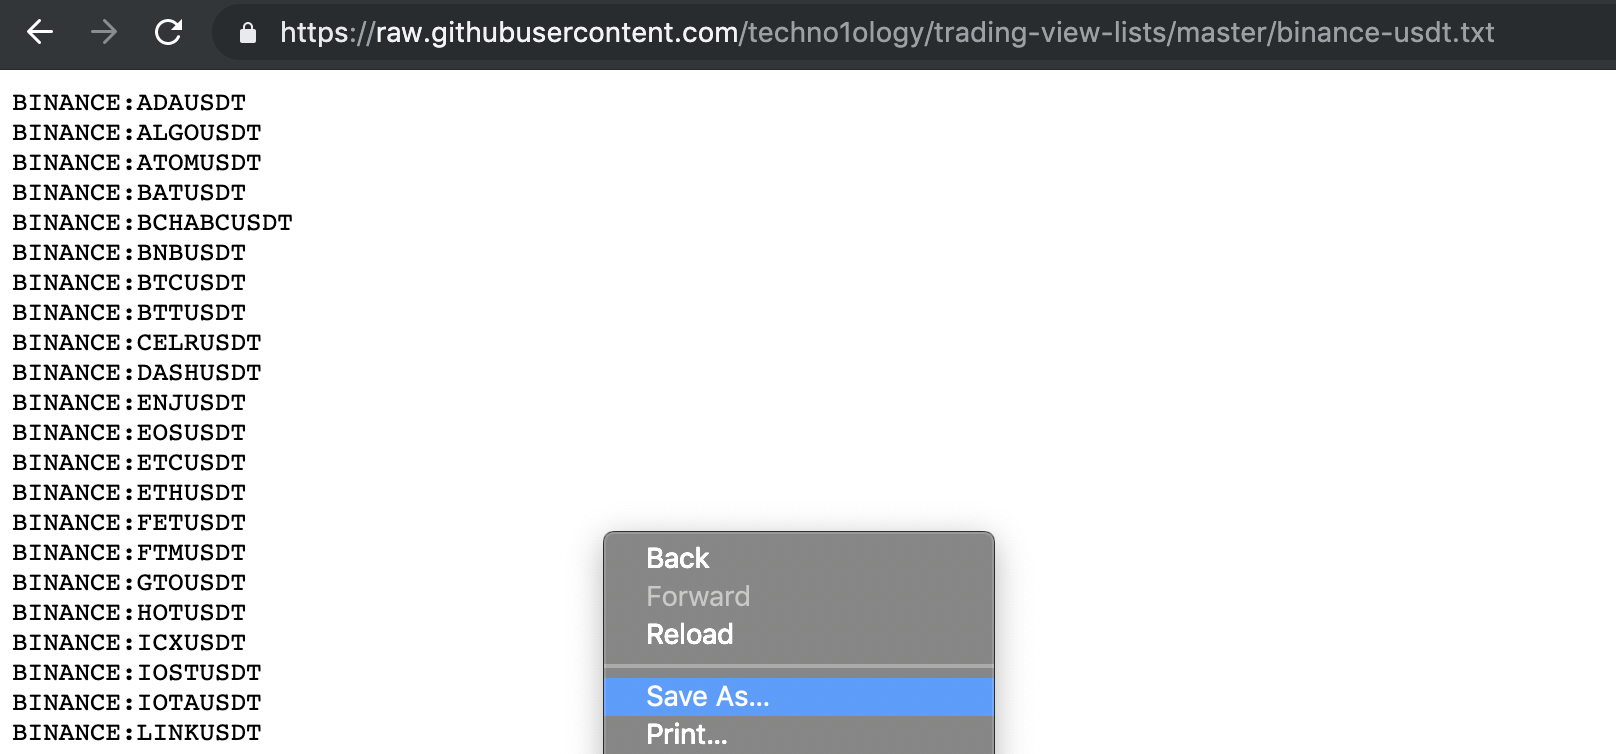 https://raw.githubusercontent.com/techno1ology/trading-view-lists/master/binance-usdt.txt
BINANCE:ADAUSDT
BINANCE:ALGOUSDT
BINANCE:ATOMUSDT
BINANCE:BATUSDT
BINANCE:BCHABCUSDT
BINANCE:BNBUSDT
BINANCE:BTCUSDT
BINANCE:BTTUSDT
BINANCE:CELRUSDT
BINANCE:DASHUSDT
BINANCE:ENJUSDT
BINANCE:EOSUSDT
BINANCE:ETCUSDT
BINANCE:ETHUSDT
BINANCE:FETUSDT
BINANCE:FTMUSDT
BINANCE:GTOUSDT
BINANCE:HOTUSDT
BINANCE:ICXUSDT
BINANCE:IOSTUSDT
BINANCE:IOTAUSDT
BINANCE:LINKUSDT
Back
Forward
Reload
Save As...
Print...